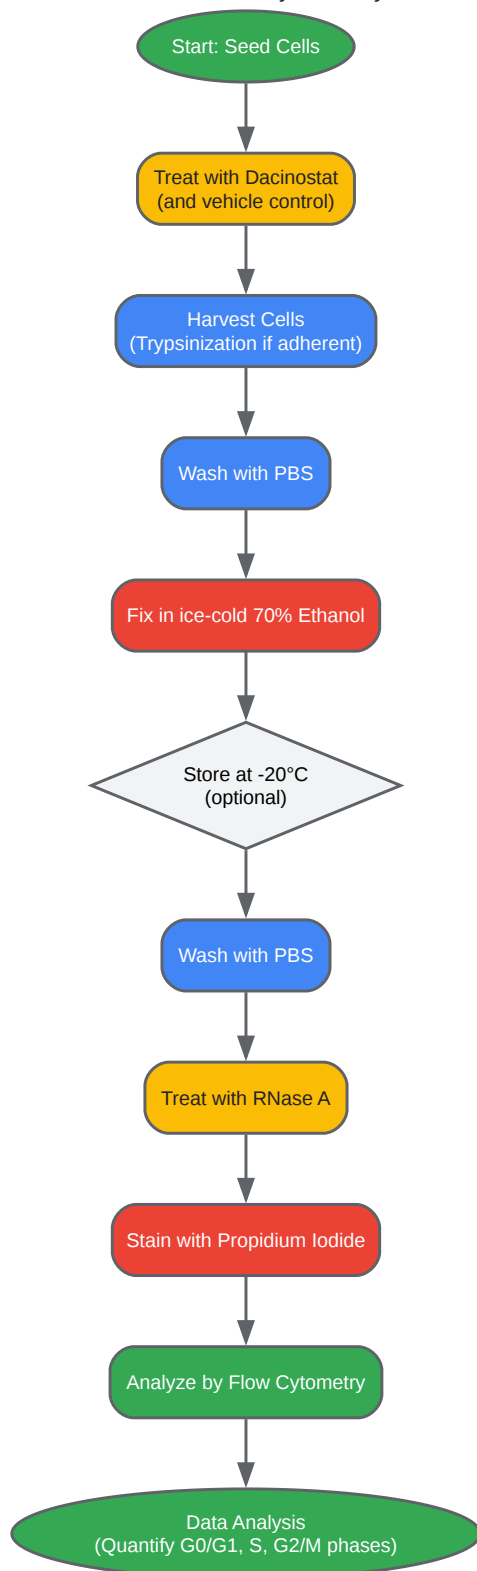 Start: Seed Cells
Treat with Dacinostat
(and vehicle control)
Harvest Cells
(Trypsinization if adherent)
Wash with PBS
Fix in ice-cold 70% Ethanol
Store at -20°C
(optional)
Wash with PBS
Treat with RNase A
Stain with Propidium Iodide
Analyze by Flow Cytometry
Data Analysis
(Quantify G0/G1, S, G2/M phases)